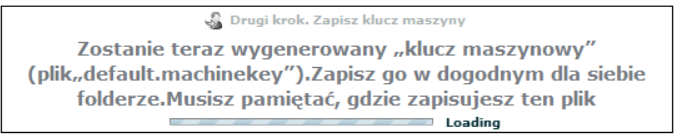 Drugi krok. Zapisz klucz maszyny
Zostanie teraz wygenerowany „klucz maszynowy”
(plik„default.machinekey”).Zapisz go w dogodnym dla siebie
folderze.Musisz pamiętać, gdzie zapisujesz ten plik
Loading